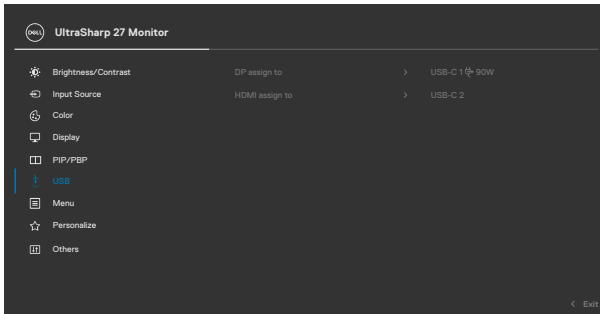 DELL
UltraSharp 27 Monitor
Brightness/Contrast
DP assign to > USB-C 1 90W
Input Source
HDMI assign to > USB-C 2
Color
Display
PIP/PBP
USB
Menu
Personalize
Others
< Exit